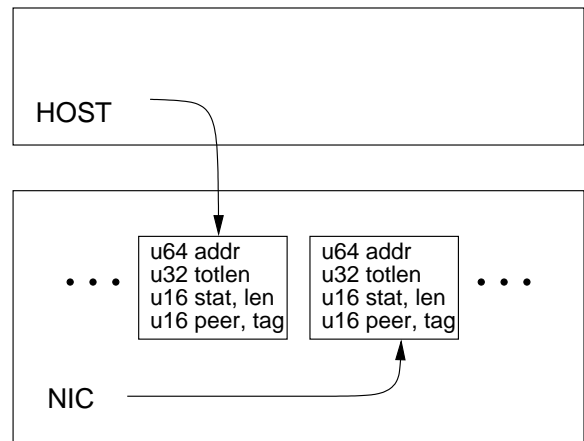 HOST
u64 addr
u32 totlen
u16 stat, len
u16 peer, tag
u64 addr
u32 totlen
u16 stat, len
u16 peer, tag
NIC